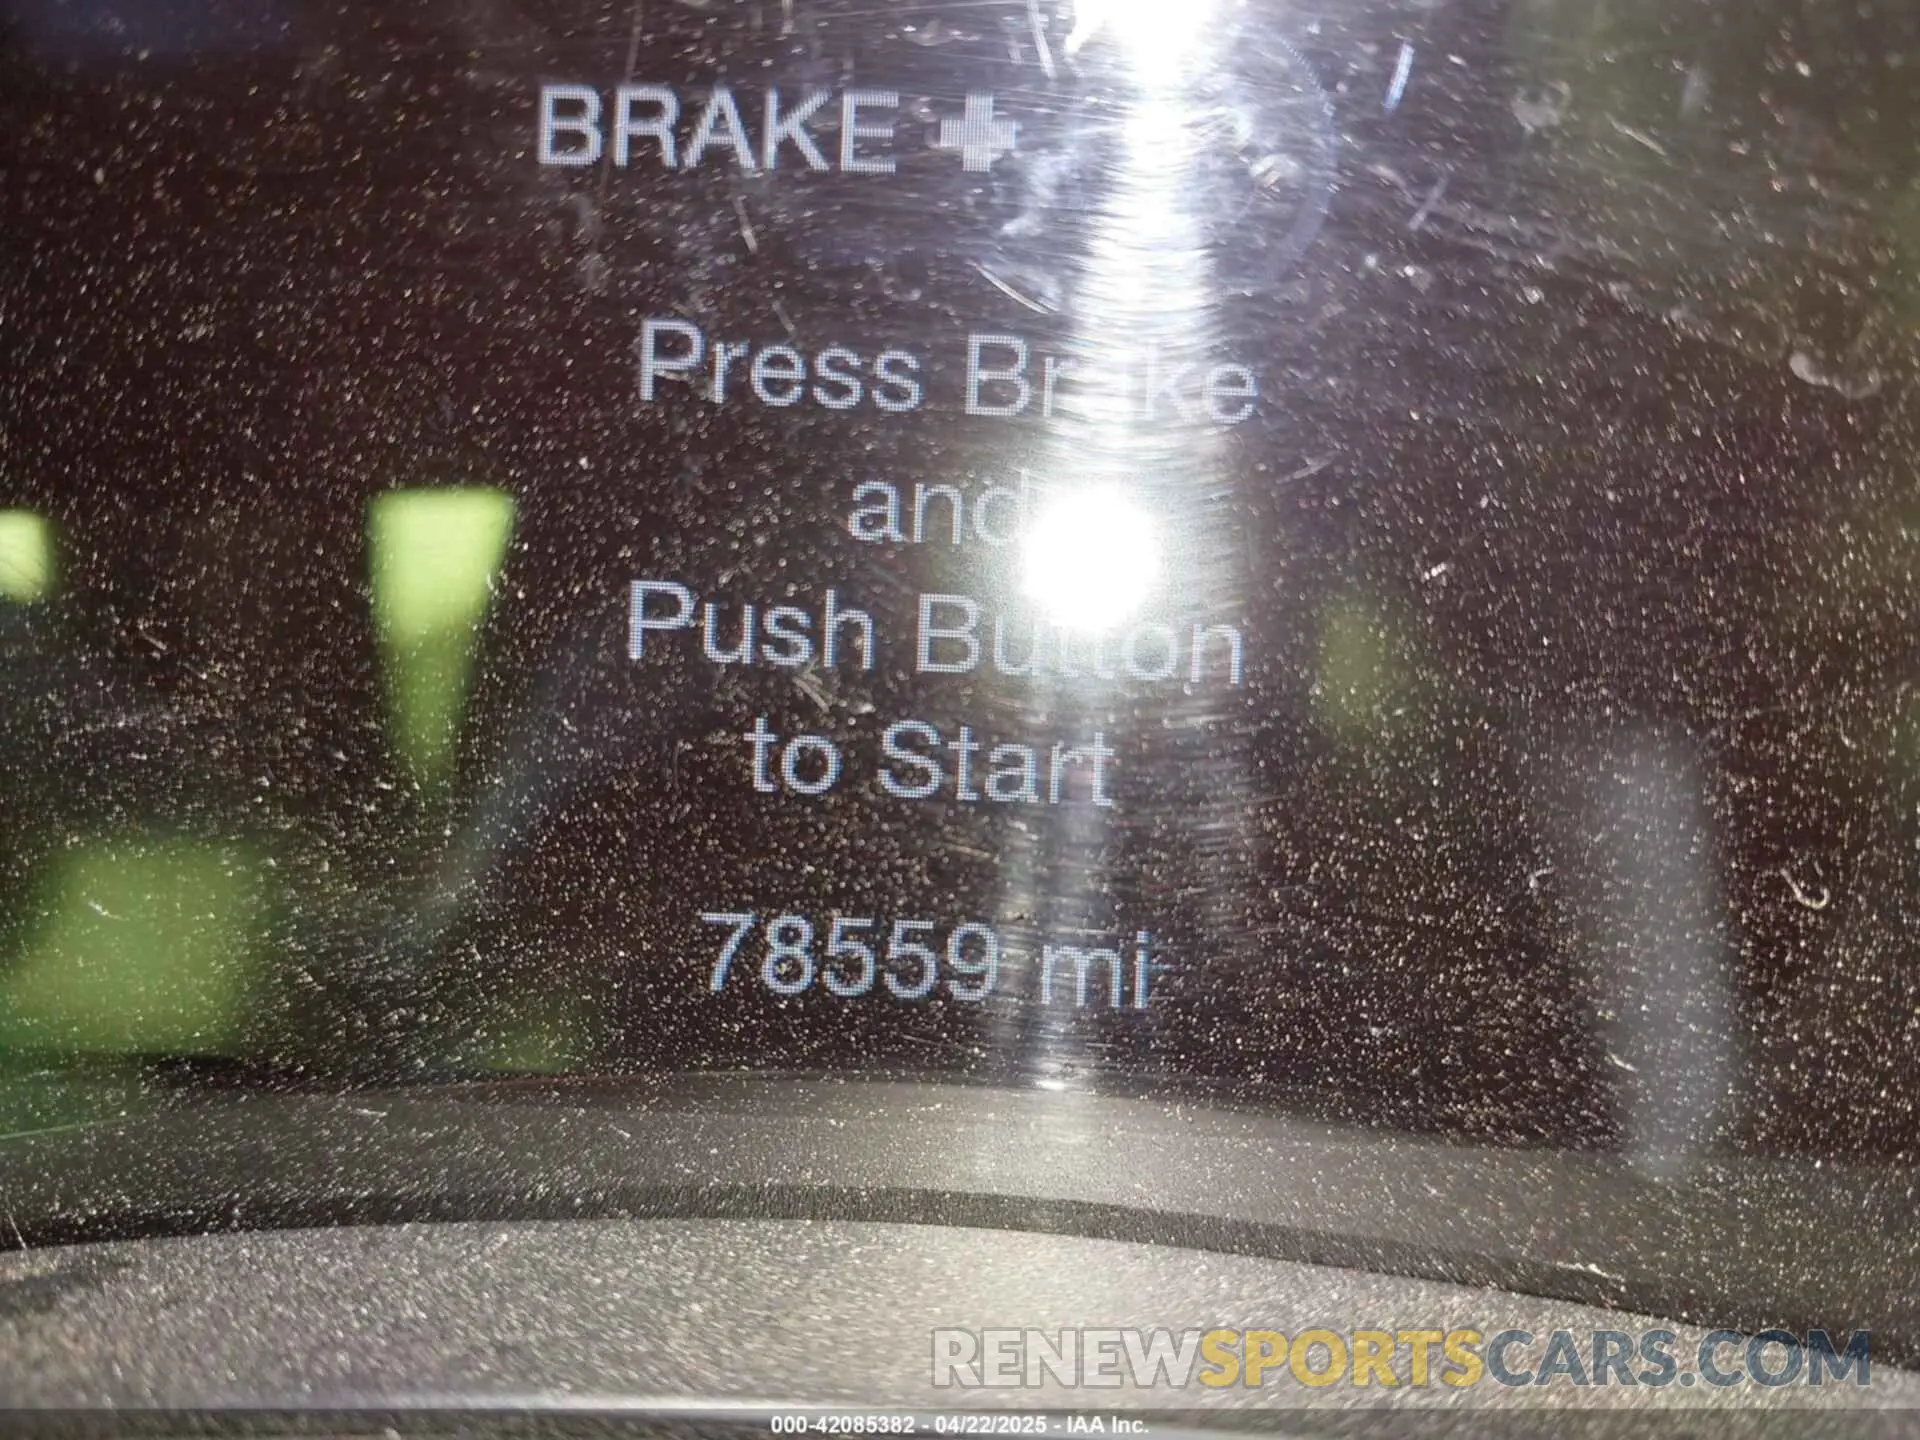 BRAKE +
Press Brake
and
Push Button
to Start
78559 mi
RENEWSPORTSCARS.COM
000-42085382 - 04/22/2025 - IAA Inc.